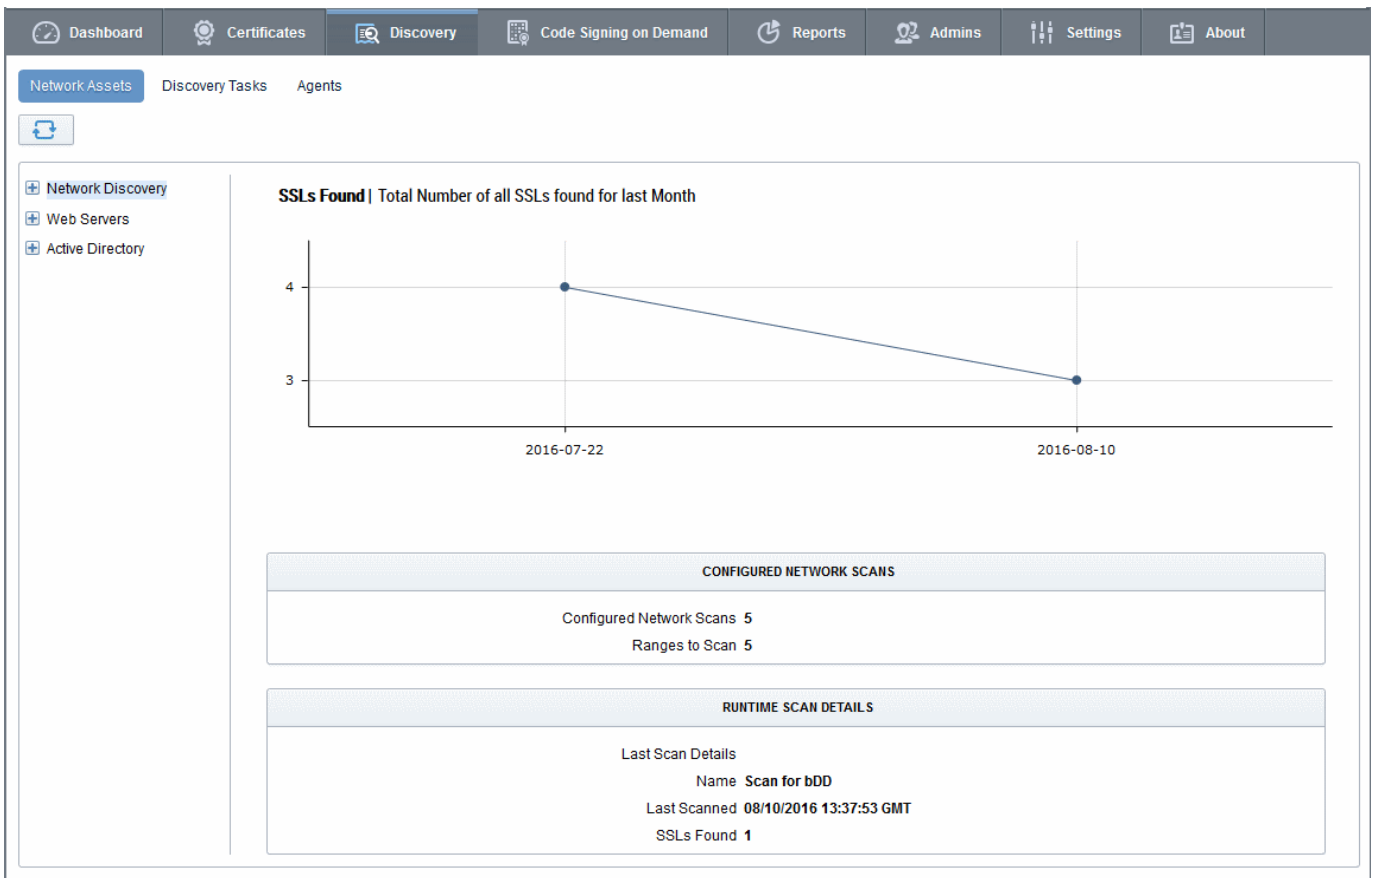 Dashboard Certificates Discovery Code Signing on Demand Reports Admins Settings About
Network Assets Discovery Tasks Agents
Network Discovery
Web Servers
Active Directory
SSLs Found | Total Number of all SSLs found for last Month
4
3
2016-07-22 2016-08-10
CONFIGURED NETWORK SCANS
Configured Network Scans 5
Ranges to Scan 5
RUNTIME SCAN DETAILS
Last Scan Details
Name Scan for bDD
Last Scanned 08/10/2016 13:37:53 GMT
SSLs Found 1